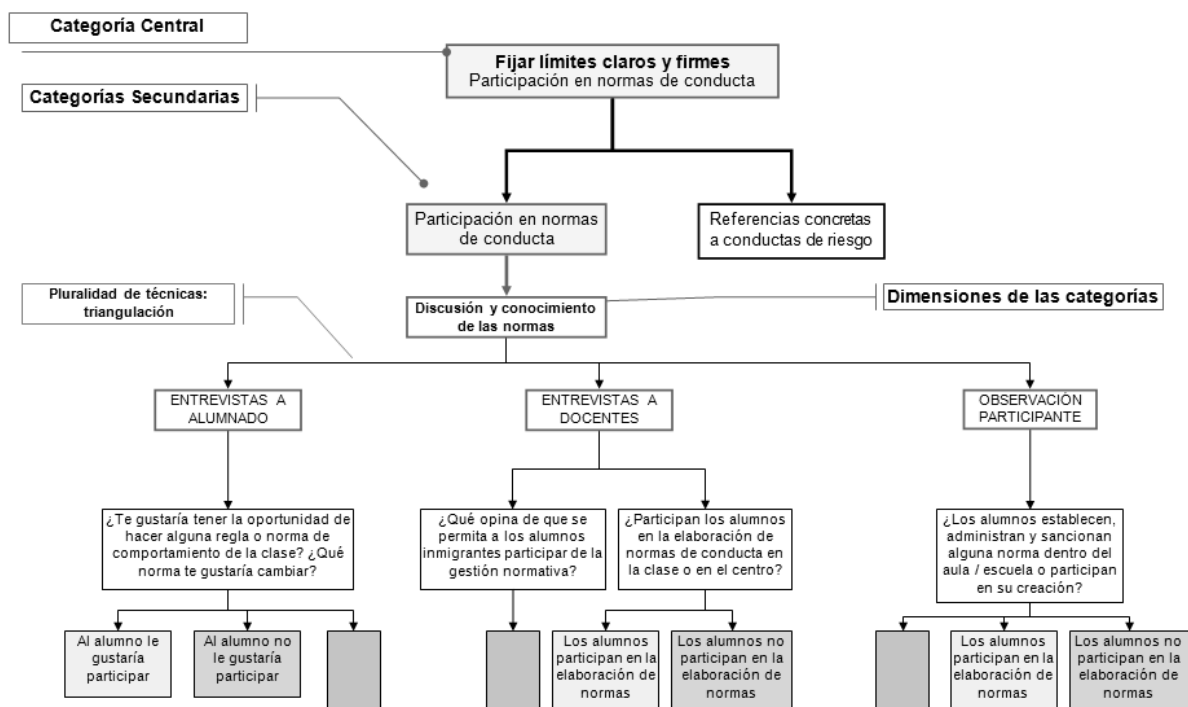 Categoría Central
Fijar límites claros y firmes
Participación en normas de conducta
Categorías Secundarias
Participación en normas
de conducta
Referencias concretas
a conductas de riesgo
Pluralidad de técnicas:
triangulación
Discusión y conocimiento
de las normas
Dimensiones de las categorías
ENTREVISTAS A
ALUMNADO
ENTREVISTAS A
DOCENTES
OBSERVACIÓN
PARTICIPANTE
¿Te gustaría tener la oportunidad de
hacer alguna regla o norma de
comportamiento de la clase? ¿Qué
norma te gustaría cambiar?
¿Qué opina de que se
permita a los alumnos
inmigrantes participar de la
gestión normativa?
¿Participan los alumnos
en la elaboración de
normas de conducta en
la clase o en el centro?
¿Los alumnos establecen,
administran y sancionan
alguna norma dentro del
aula / escuela o participan
en su creación?
Al alumno le
gustaría
participar
Al alumno no
le gustaría
participar
Los alumnos
participan en la
elaboración de
normas
Los alumnos no
participan en la
elaboración de
normas
Los alumnos
participan en la
elaboración de
normas
Los alumnos no
participan en la
elaboración de
normas